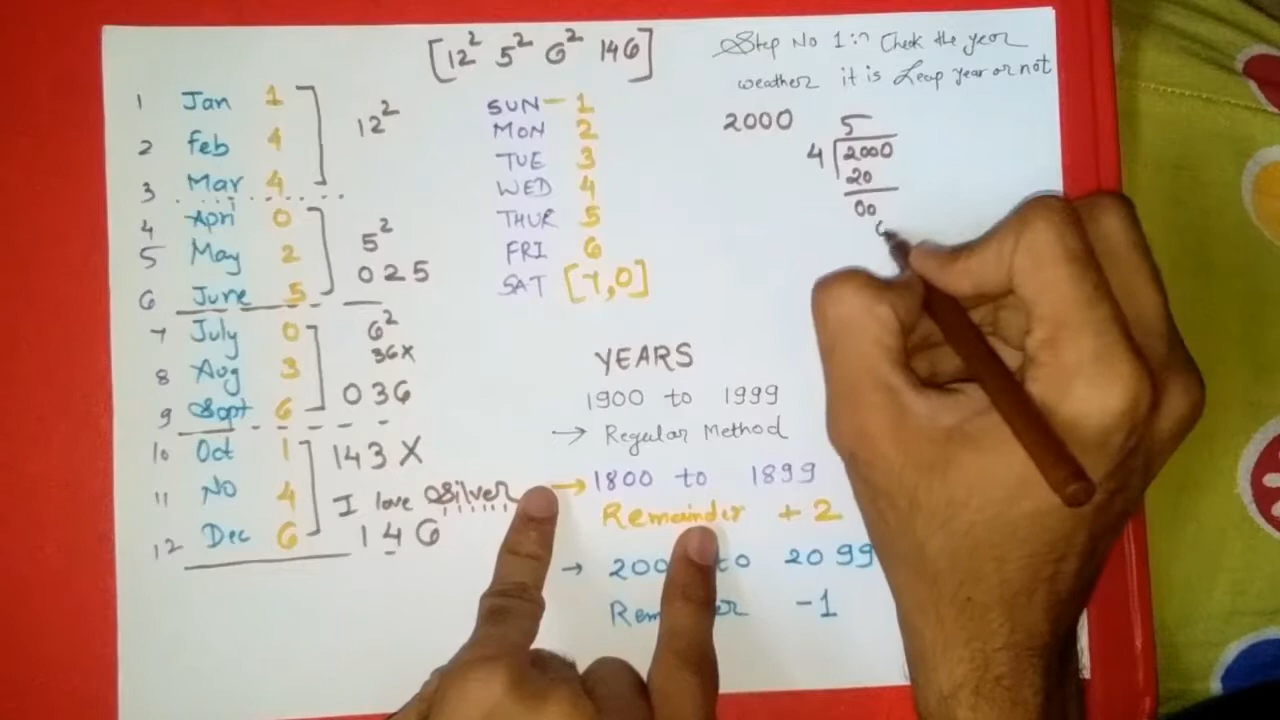 [12² 5² 6² 146]
1 Jan 1
2 feb 4
3 Mar 4
12²
4 Apri 0
5 May 2
6 June 5
5²
025
7 July 0
8 Aug 3
9 Sept 6
6²
36X
036
10 Oct 1
11 No 4
12 Dec 6
143 X
I love Silver
146
SUN - 1
MON 2
TUE 3
WED 4
THUR 5
FRI 6
SAT [7,0]
YEARS
1900 to 1999
→ Regular Method
→ 1800 to 1899
Remainder + 2
→ 200 to 2099
-1
Step No 1:- Check the year
weather it is Leap year or not
2000
5
4 2000
20
00